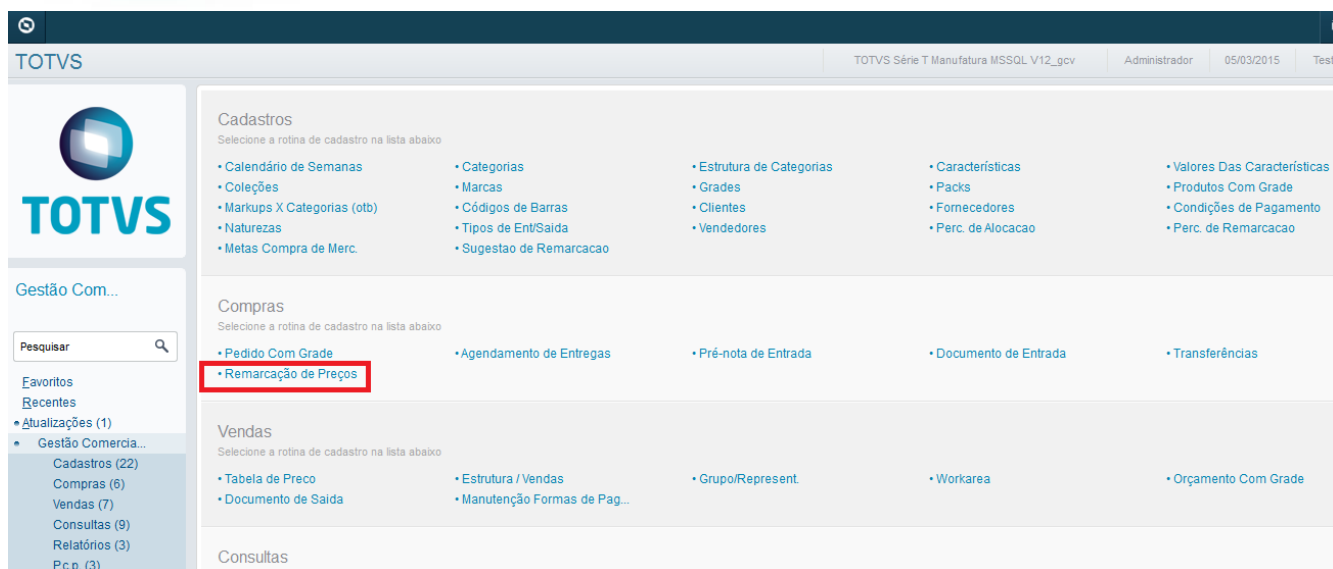 TOTVS
TOTVS Série T Manufatura MSSQL V12_gcv Administrador 05/03/2015 Test
TOTVS
Gestão Com...
Pesquisar
Favoritos
Recentes
Atualizações (1)
Gestão Comercia...
Cadastros (22)
Compras (6)
Vendas (7)
Consultas (9)
Relatórios (3)
P.c.p. (3)
Cadastros
Selecione a rotina de cadastro na lista abaixo
• Calendário de Semanas • Categorias • Estrutura de Categorias • Características • Valores Das Características
• Coleções • Marcas • Grades • Packs • Produtos Com Grade
• Markups X Categorias (otb) • Códigos de Barras • Clientes • Fornecedores • Condições de Pagamento
• Naturezas • Tipos de Ent/Saida • Vendedores • Perc. de Alocacao • Perc. de Remarcacao
• Metas Compra de Merc. • Sugestao de Remarcacao
Compras
Selecione a rotina de cadastro na lista abaixo
• Pedido Com Grade • Agendamento de Entregas • Pré-nota de Entrada • Documento de Entrada • Transferências
• Remarcação de Preços
Vendas
Selecione a rotina de cadastro na lista abaixo
• Tabela de Preco • Estrutura / Vendas • Grupo/Represent. • Workarea • Orçamento Com Grade
• Documento de Saida • Manutenção Formas de Pag...
Consultas